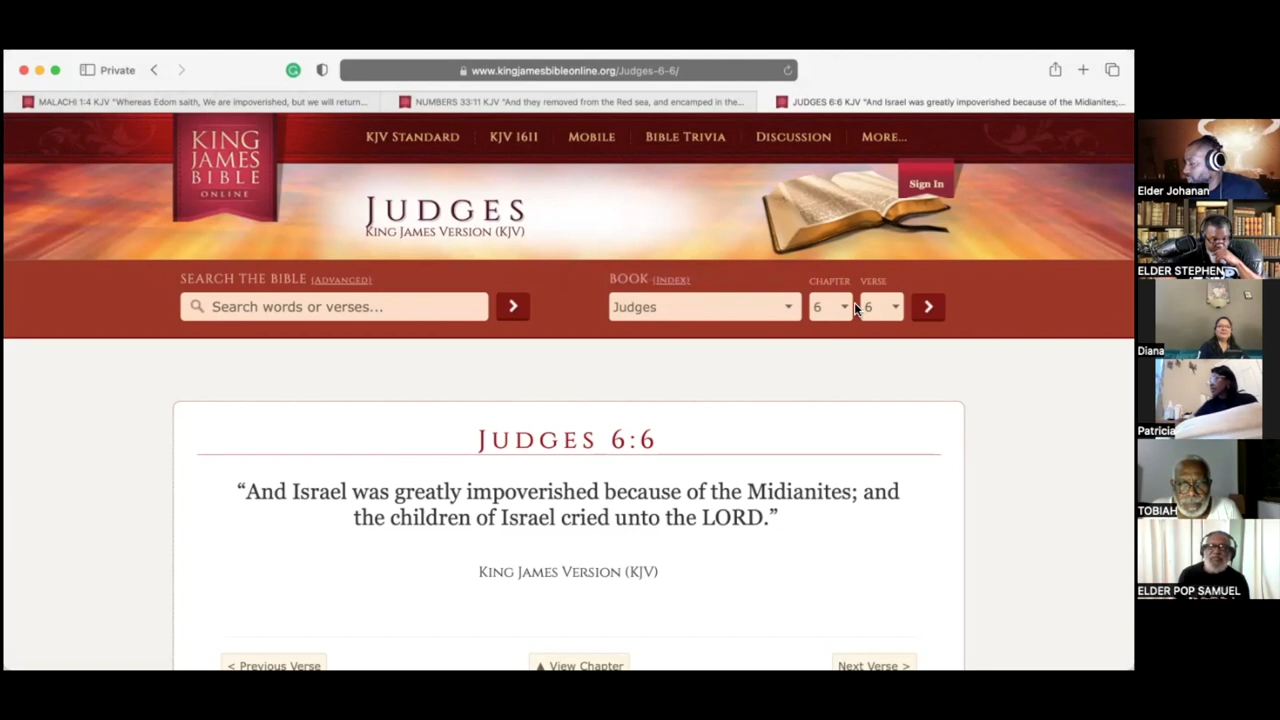 Private
www.kingjamesbibleonline.org/Judges-6-6/
MALACHI 1:4 KJV "Whereas Edom saith, We are impoverished, but we will return...
NUMBERS 33:11 KJV "And they removed from the Red sea, and encamped in the...
JUDGES 6:6 KJV "And Israel was greatly impoverished because of the Midianites;...
KING
JAMES
BIBLE
ONLINE
KJV STANDARD
KJV 1611
MOBILE
BIBLE TRIVIA
DISCUSSION
MORE...
Sign In
JUDGES
KING JAMES VERSION (KJV)
SEARCH THE BIBLE (ADVANCED)
BOOK (INDEX)
CHAPTER
VERSE
Search words or verses...
Judges
6
6
JUDGES 6:6
“And Israel was greatly impoverished because of the Midianites; and
the children of Israel cried unto the LORD.”
KING JAMES VERSION (KJV)
< Previous Verse
▲ View Chapter
Next Verse >
Elder Johanan
ELDER STEPHEN
Diana
Patricia
TOBIAH
ELDER POP SAMUEL